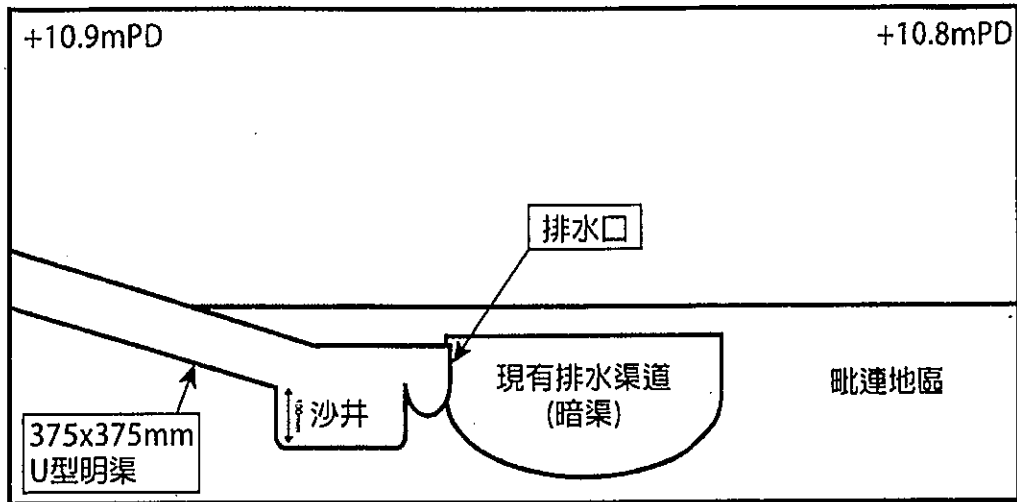 +10.9mPD
+10.8mPD
排水口
現有排水渠道
(暗渠)
毗連地區
沙井
375x375mm
U型明渠